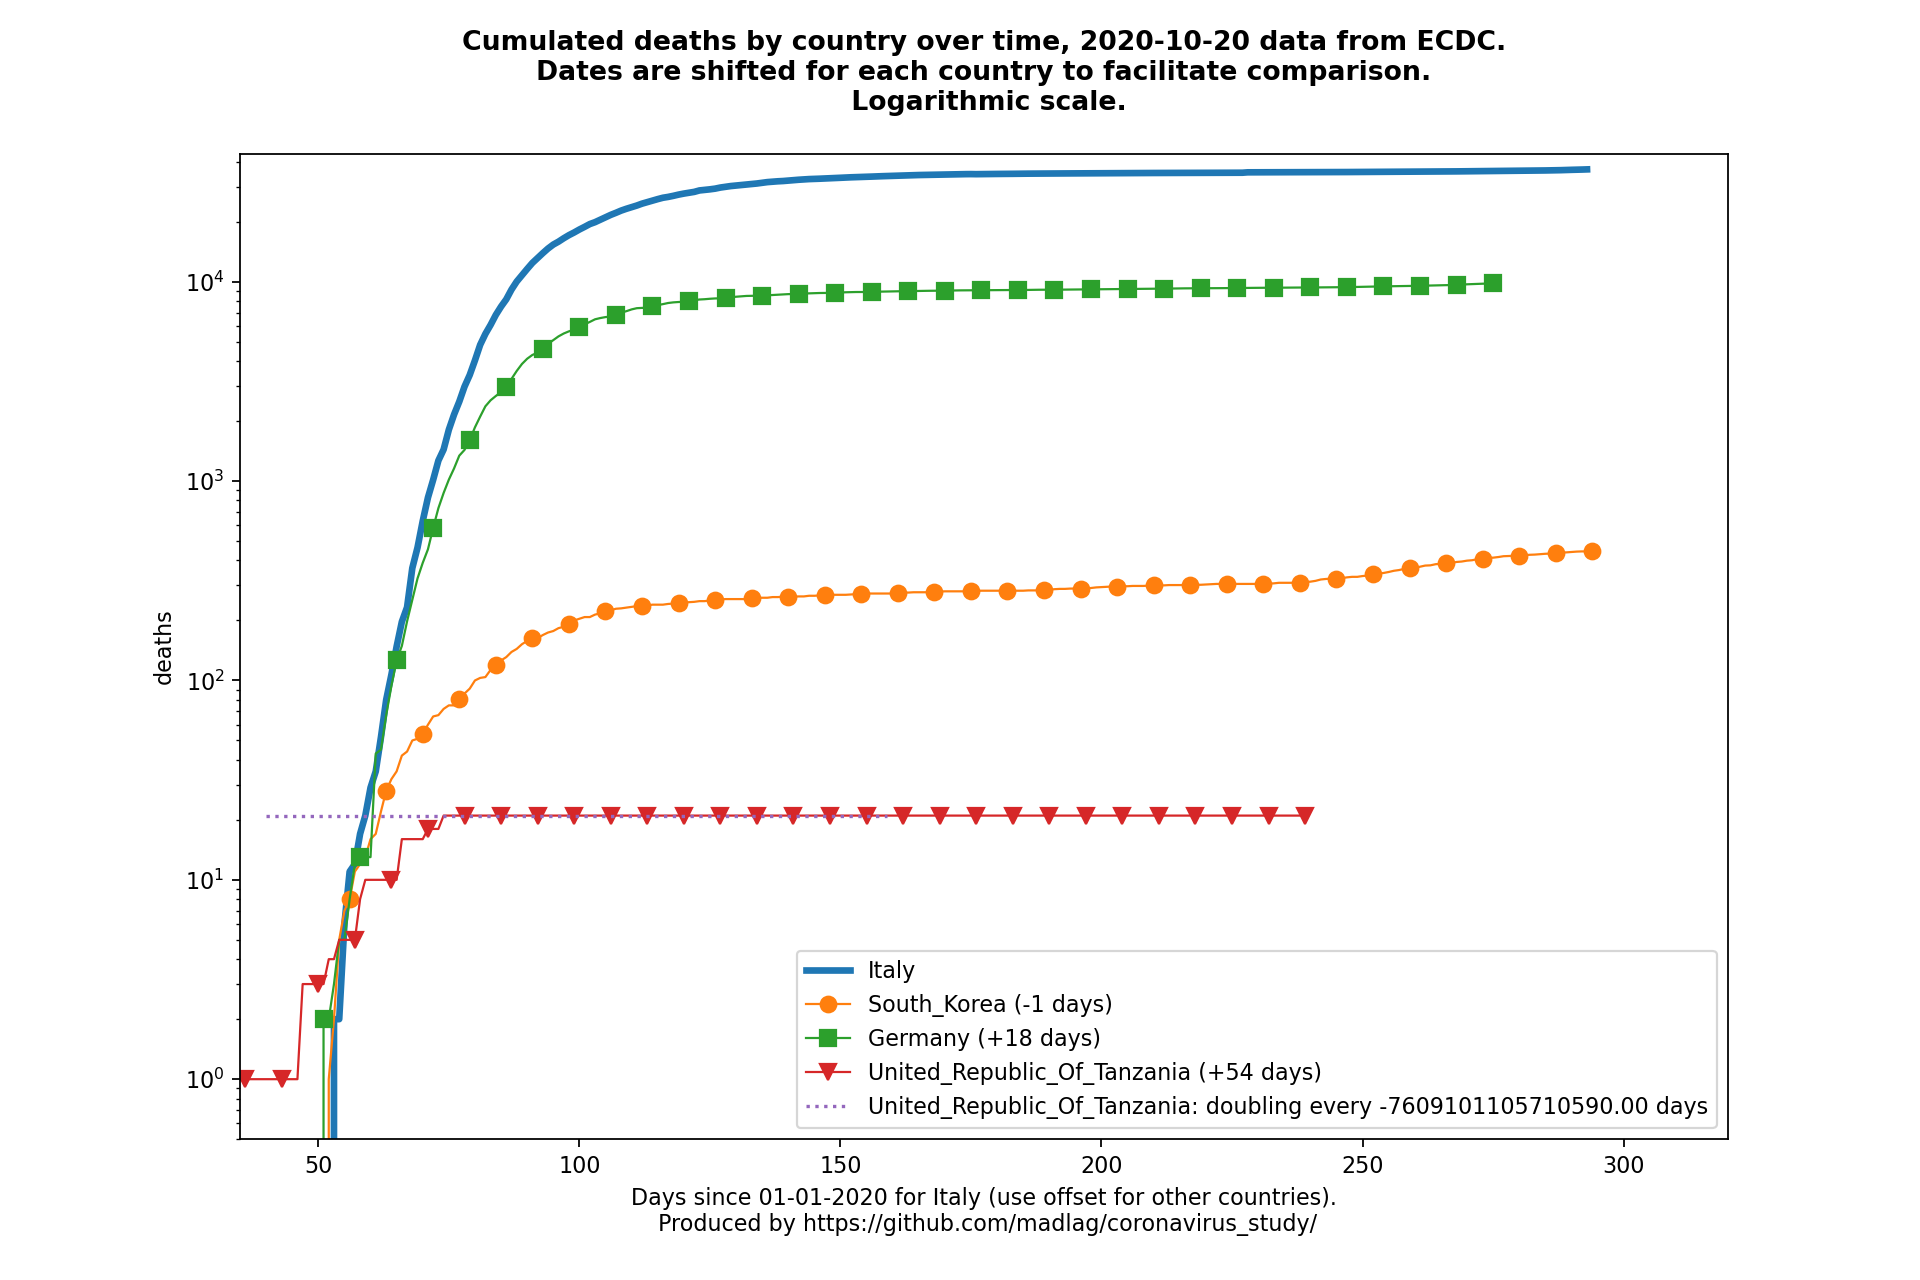 Cumulated deaths by country over time, 2020-10-20 data from ECDC.
Dates are shifted for each country to facilitate comparison.
Logarithmic scale.
10^4
10^3
10^2
10^1
10^0
deaths
Italy
South_Korea (-1 days)
Germany (+18 days)
United_Republic_Of_Tanzania (+54 days)
United_Republic_Of_Tanzania: doubling every -7609101105710590.00 days
50 100 150 200 250 300
Days since 01-01-2020 for Italy (use offset for other countries).
Produced by https://github.com/madlag/coronavirus_study/